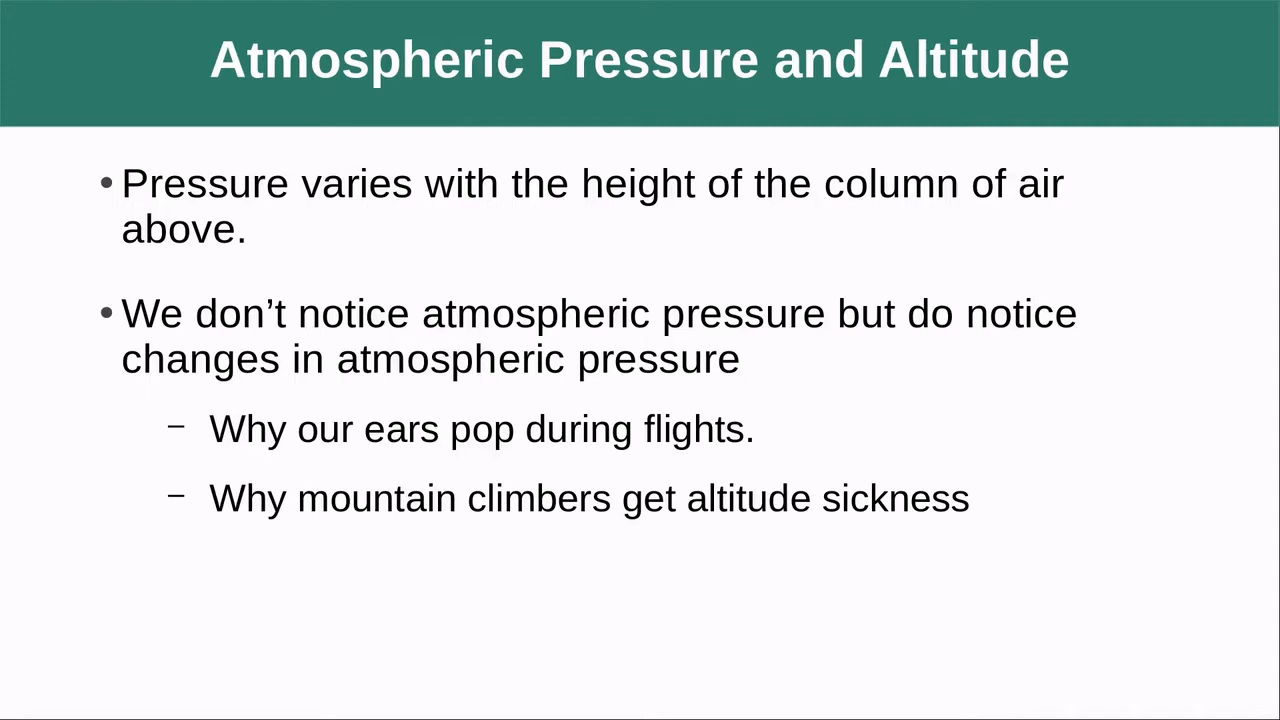 Atmospheric Pressure and Altitude
• Pressure varies with the height of the column of air
above.
• We don’t notice atmospheric pressure but do notice
changes in atmospheric pressure
– Why our ears pop during flights.
– Why mountain climbers get altitude sickness